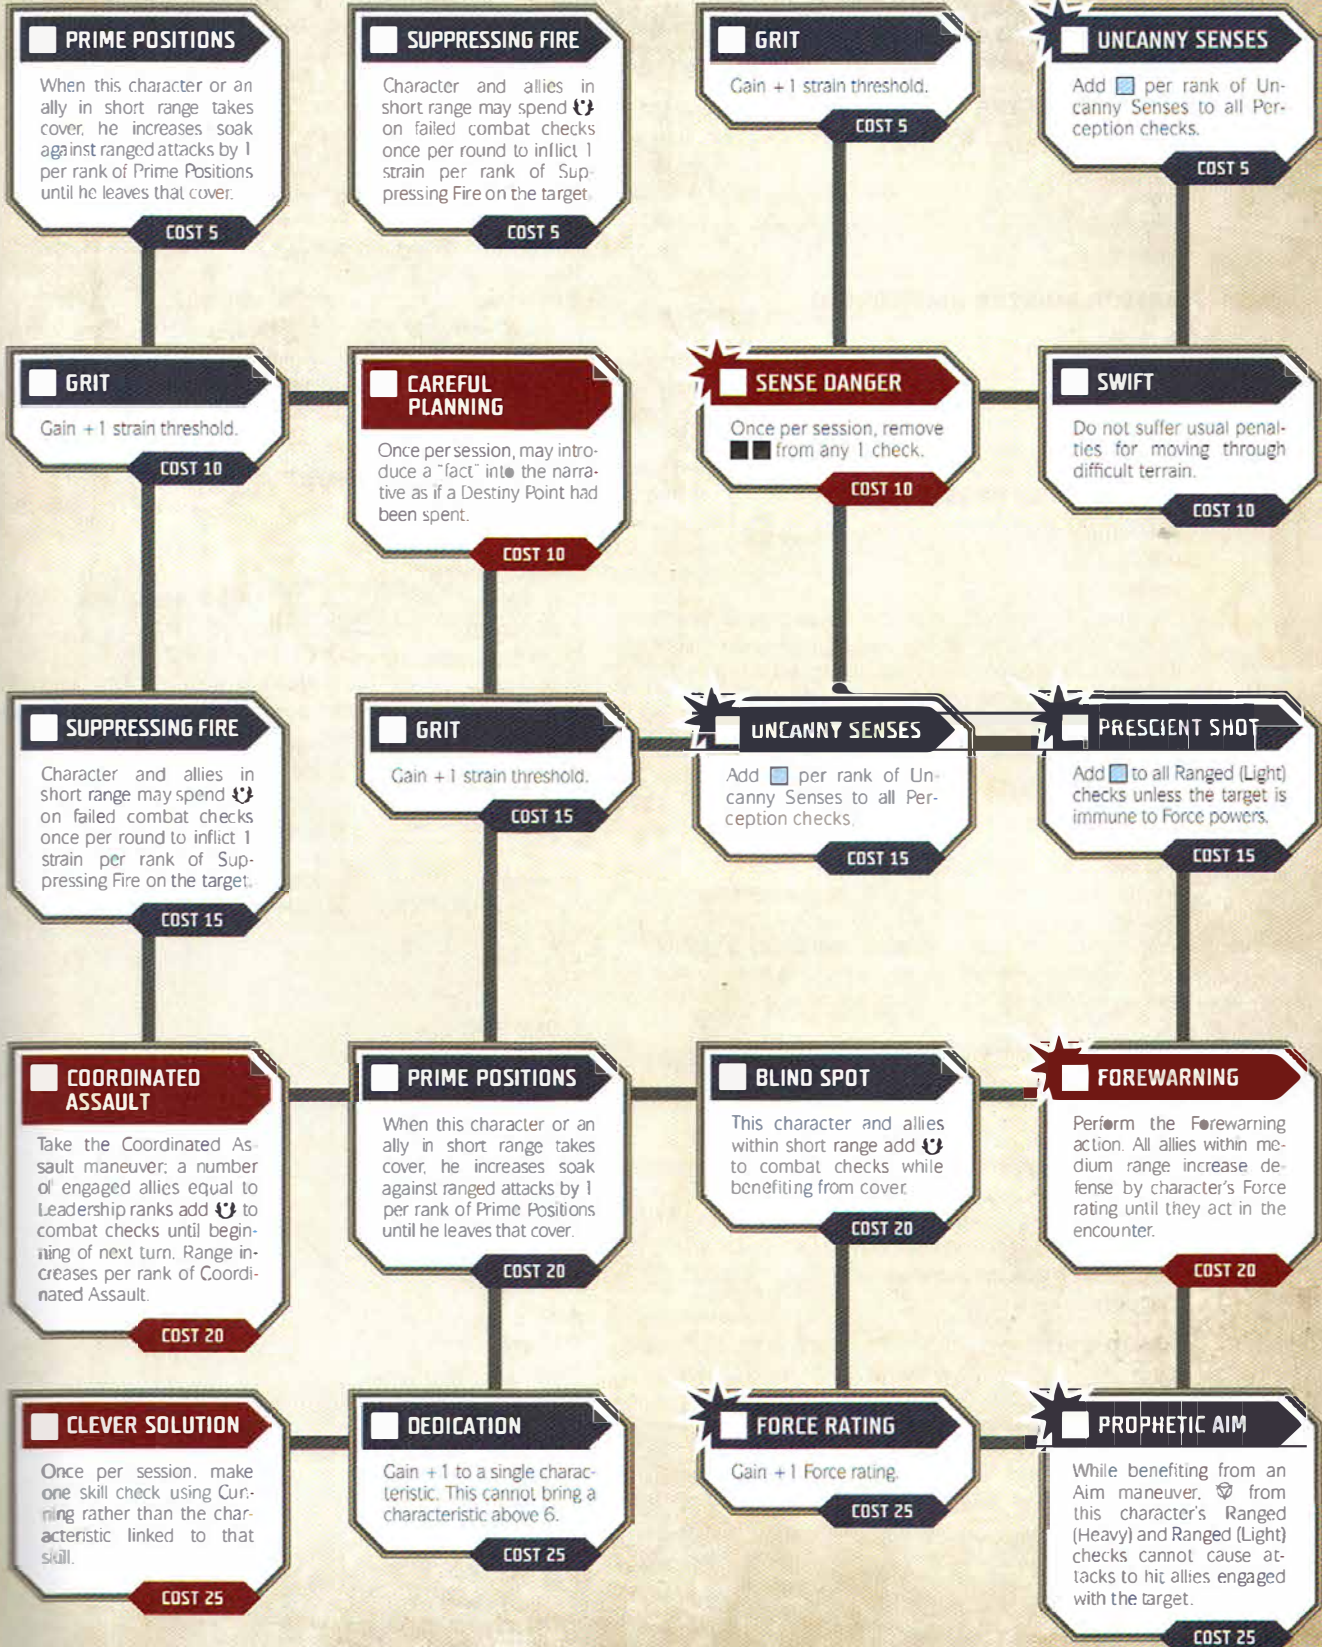 PRIME POSITIONS
When this character or an
ally in short range takes
cover, he increases soak
against ranged attacks by 1
per rank of Prime Positions
until he leaves that cover.
COST 5
SUPPRESSING FIRE
Character and allies in
short range may spend
on failed combat checks
once per round to inflict 1
strain per rank of Sup-
pressing Fire on the target.
COST 5
GRIT
Gain +1 strain threshold.
COST 5
UNCANNY SENSES
Add per rank of Un-
canny Senses to all Per-
ception checks.
COST 5
GRIT
Gain +1 strain threshold.
COST 10
CAREFUL
PLANNING
Once per session, may intro-
duce a "fact" into the narra-
tive as if a Destiny Point had
been spent.
COST 10
SENSE DANGER
Once per session, remove
from any 1 check.
COST 10
SWIFT
Do not suffer usual penal-
ties for moving through
difficult terrain.
COST 10
SUPPRESSING FIRE
Character and allies in
short range may spend
on failed combat checks
once per round to inflict 1
strain per rank of Sup-
pressing Fire on the target.
COST 15
GRIT
Gain +1 strain threshold.
COST 15
UNCANNY SENSES
Add per rank of Un-
canny Senses to all Per-
ception checks.
COST 15
PRESCIENT SHOT
Add to all Ranged (Light)
checks unless the target is
immune to Force powers.
COST 15
COORDINATED
ASSAULT
Take the Coordinated As-
sault maneuver; a number
of engaged allies equal to
Leadership ranks add to
combat checks until begin-
ning of next turn. Range in-
creases per rank of Coordi-
nated Assault.
COST 20
PRIME POSITIONS
When this character or an
ally in short range takes
cover, he increases soak
against ranged attacks by 1
per rank of Prime Positions
until he leaves that cover.
COST 20
BLIND SPOT
This character and allies
within short range add
to combat checks while
benefiting from cover.
COST 20
FOREWARNING
Perform the Forewarning
action. All allies within me-
dium range increase de-
fense by character's Force
rating until they act in the
encounter.
COST 20
CLEVER SOLUTION
Once per session, make
one skill check using Cun-
ning rather than the char-
acteristic linked to that
skill.
COST 25
DEDICATION
Gain +1 to a single charac-
teristic. This cannot bring a
characteristic above 6.
COST 25
FORCE RATING
Gain +1 Force rating.
COST 25
PROPHETIC AIM
While benefiting from an
Aim maneuver, from
this character's Ranged
(Heavy) and Ranged (Light)
checks cannot cause at-
tacks to hit allies engaged
with the target.
COST 25